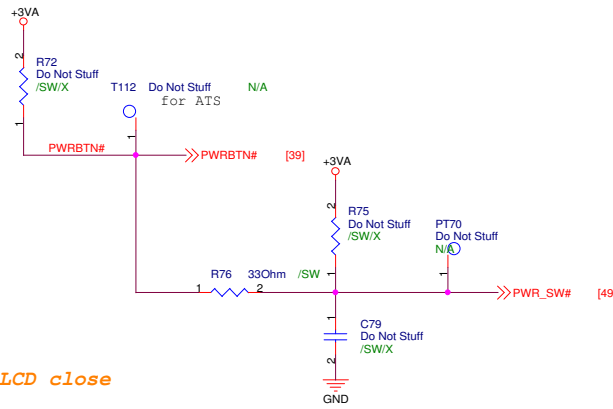 +3VA
2
R72
Do Not Stuff
/SW/X
1
T112 Do Not Stuff N/A
for ATS
1
PWRBTN#
PWRBTN# [39]
+3VA
2
R75
Do Not Stuff
/SW/X
1
PT70
Do Not Stuff
N/A
1
R76 33Ohm /SW
1 2
PWR_SW# [49
1
C79
Do Not Stuff
/SW/X
2
GND
LCD close